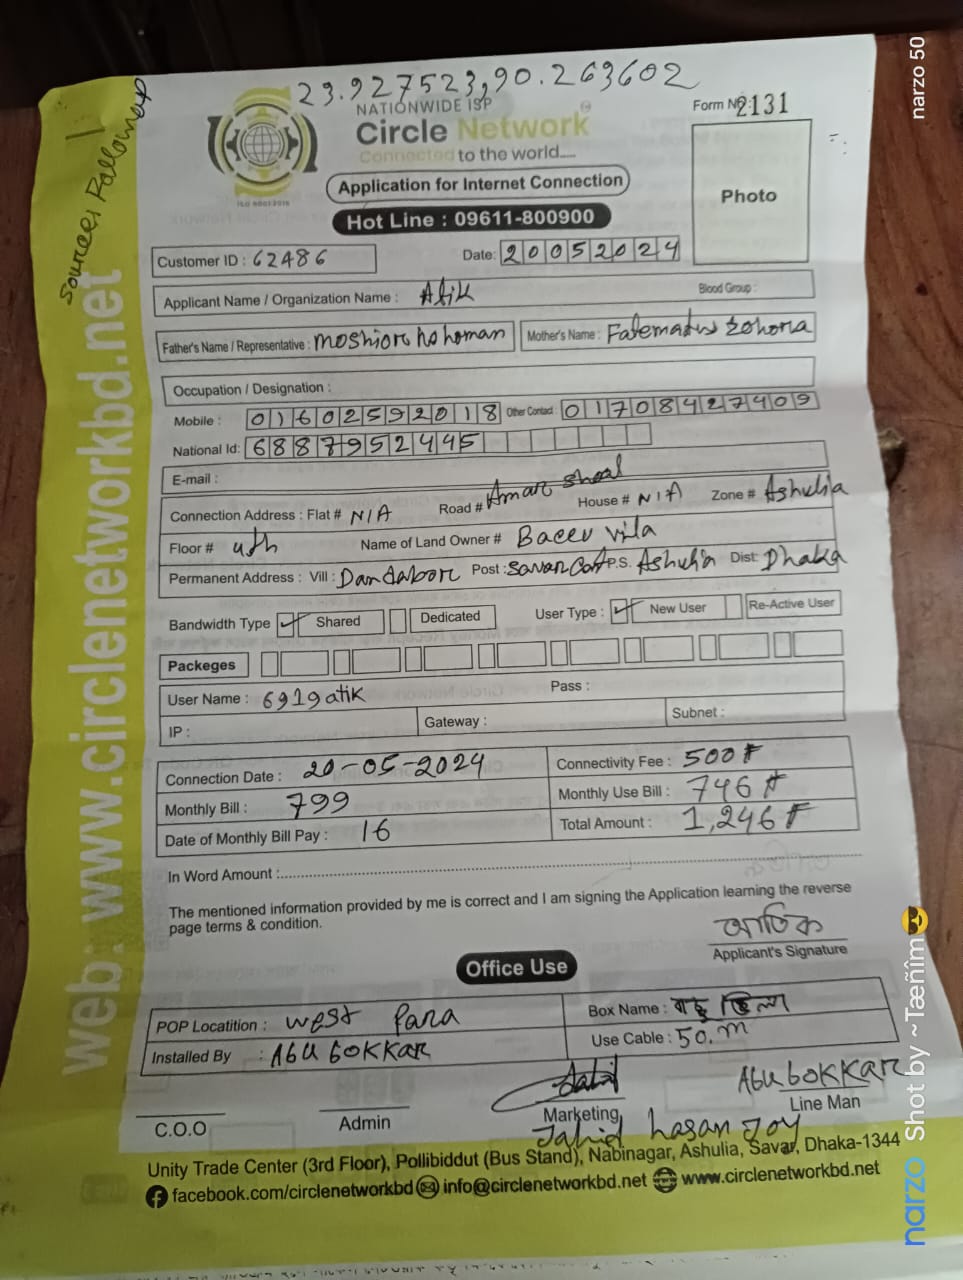 23.927523,90.263602
NATIONWIDE ISP
Circle Network
Connected to the world.....
ISO 9001:2015
Form No: 2131
Photo
Application for Internet Connection
Hot Line : 09611-800900
Customer ID : 62486
Date: 20052024
Applicant Name / Organization Name : Atik
Blood Group :
Father's Name / Representative : Moshior Rohoman
Mother's Name : Fatematus Zohora
Occupation / Designation :
Mobile : 01602592018 Other Contact : 01708427409
National Id: 6887952445
E-mail :
Connection Address : Flat # N/A Road # Aman House # N/A Zone # Ashulia
Floor # 4th Name of Land Owner # Bacev vila
Permanent Address : Vill : Dandabor Post : Savar Cant P.S. Ashulia Dist: Dhaka
Bandwidth Type ✓ Shared Dedicated User Type : ✓ New User Re-Active User
Packeges
User Name : 6919atik Pass :
IP : Gateway : Subnet :
Connection Date : 20-05-2024 Connectivity Fee : 500৳
Monthly Bill : 799 Monthly Use Bill : 746৳
Date of Monthly Bill Pay : 16 Total Amount : 1,246৳
In Word Amount :
The mentioned information provided by me is correct and I am signing the Application learning the reverse
page terms & condition.
আতিক
Applicant's Signature
Office Use
POP Locatition : West Para Box Name :
Installed By : Abu Bokkar Use Cable : 50.m
Abu Bokkar
C.O.O Admin Marketing Line Man
Jahid hasan Joy
Unity Trade Center (3rd Floor), Pollibiddut (Bus Stand), Nabinagar, Ashulia, Savar, Dhaka-1344
facebook.com/circlenetworkbd info@circlenetworkbd.net www.circlenetworkbd.net
web: www.circlenetworkbd.net
narzo 50
narzo Shot by ~Tæñîm😎